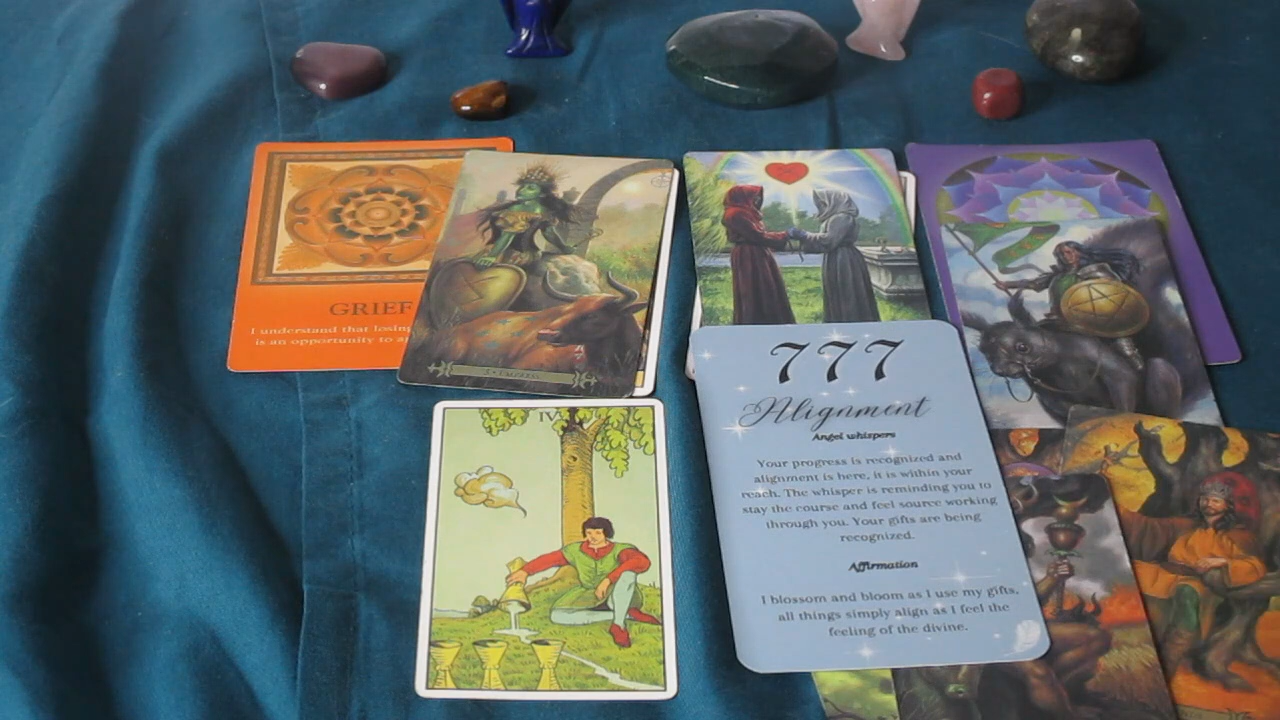 GRIEF
I understand that losing
is an opportunity to
IV
777
Alignment
Angel whispers
Your progress is recognized and
alignment is here, it is within your
reach. The whisper is reminding you to
stay the course and feel source working
through you. Your gifts are being
recognized.
Affirmation
I blossom and bloom as I use my gifts,
all things simply align as I feel the
feeling of the divine.